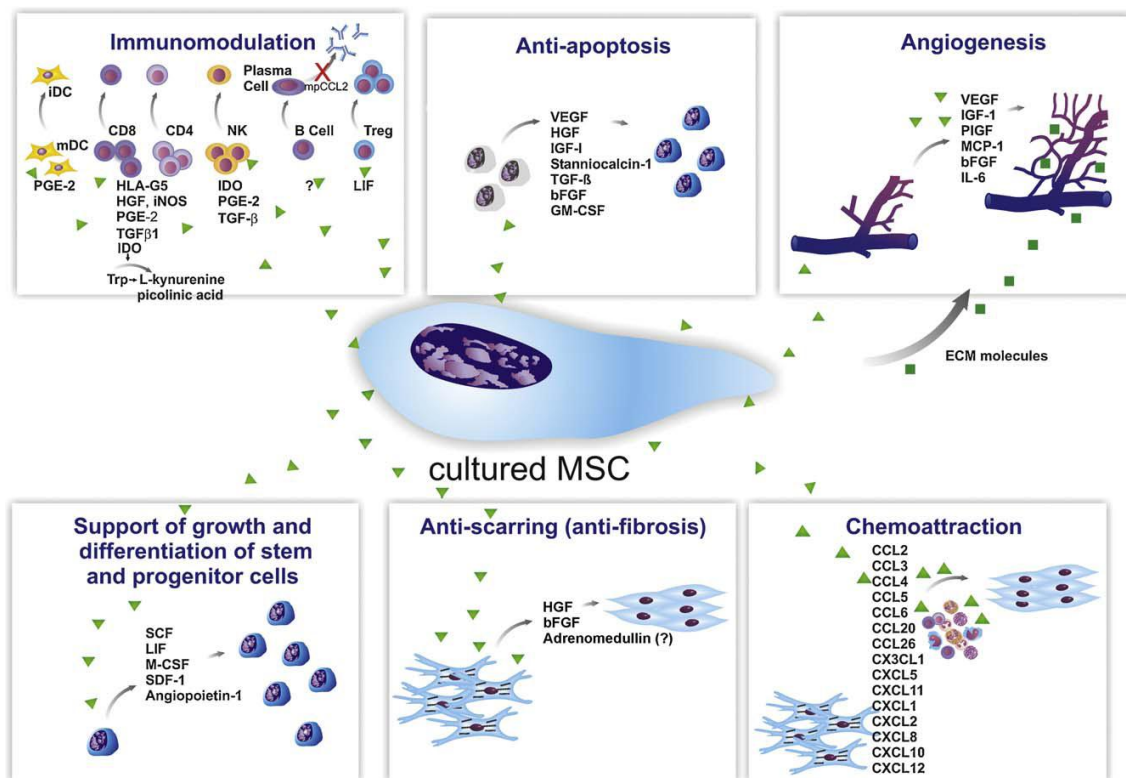 Immunomodulation
iDC
Plasma
Cell
mpCCL2
X
mDC
CD8
CD4
NK
B Cell
Treg
PGE-2
HLA-G5
HGF, iNOS
PGE-2
TGFβ1
IDO
Trp→L-kynurenine
picolinic acid
IDO
PGE-2
TGF-β
?
LIF
Anti-apoptosis
VEGF
HGF
IGF-I
Stanniocalcin-1
TGF-ß
bFGF
GM-CSF
Angiogenesis
VEGF
IGF-1
PIGF
MCP-1
bFGF
IL-6
ECM molecules
cultured MSC
Support of growth and
differentiation of stem
and progenitor cells
SCF
LIF
M-CSF
SDF-1
Angiopoietin-1
Anti-scarring (anti-fibrosis)
HGF
bFGF
Adrenomedullin (?)
Chemoattraction
CCL2
CCL3
CCL4
CCL5
CCL6
CCL20
CCL26
CX3CL1
CXCL5
CXCL11
CXCL1
CXCL2
CXCL8
CXCL10
CXCL12